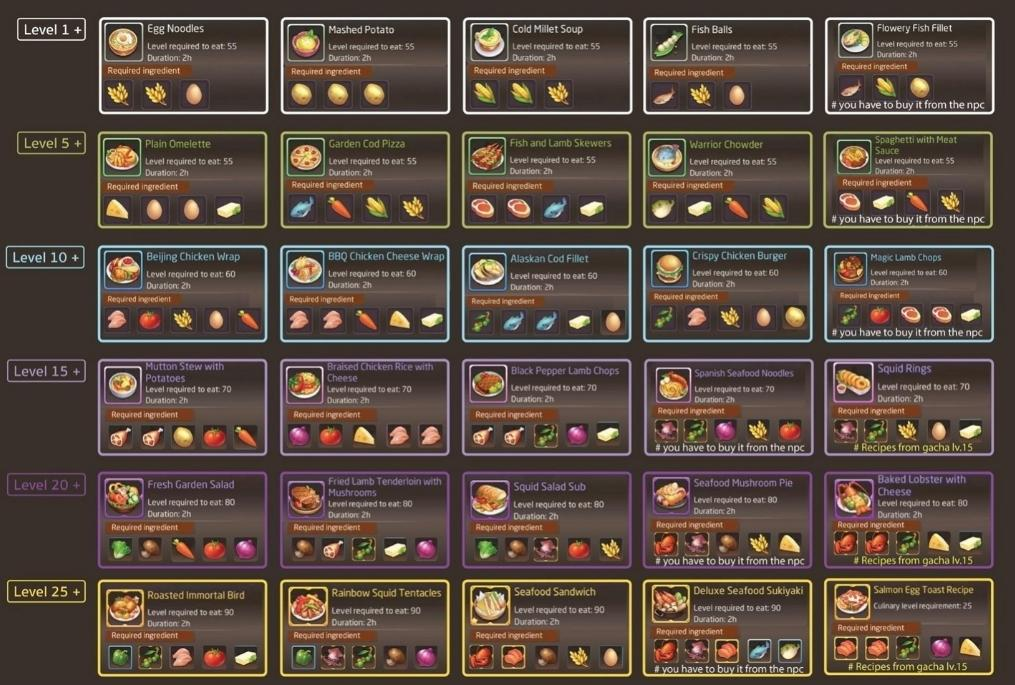 Level 1 +
Egg Noodles
Level required to eat: 55
Duration: 2h
Required ingredient
Mashed Potato
Level required to eat: 55
Duration: 2h
Required ingredient
Cold Millet Soup
Level required to eat: 55
Duration: 2h
Required ingredient
Fish Balls
Level required to eat: 55
Duration: 2h
Required ingredient
Flowery Fish Fillet
Level required to eat: 55
Duration: 2h
Required ingredient
# you have to buy it from the npc
Level 5 +
Plain Omelette
Level required to eat: 55
Duration: 2h
Required ingredient
Garden Cod Pizza
Level required to eat: 55
Duration: 2h
Required ingredient
Fish and Lamb Skewers
Level required to eat: 55
Duration: 2h
Required ingredient
Warrior Chowder
Level required to eat: 55
Duration: 2h
Required ingredient
Spaghetti with Meat
Sauce
Level required to eat: 55
Duration: 2h
Required ingredient
# you have to buy it from the npc
Level 10 +
Beijing Chicken Wrap
Level required to eat: 60
Duration: 2h
Required ingredient
BBQ Chicken Cheese Wrap
Level required to eat: 60
Duration: 2h
Required ingredient
Alaskan Cod Fillet
Level required to eat: 60
Duration: 2h
Required ingredient
Crispy Chicken Burger
Level required to eat: 60
Duration: 2h
Required ingredient
Magic Lamb Chops
Level required to eat: 60
Duration: 2h
Required ingredient
# you have to buy it from the npc
Level 15 +
Mutton Stew with
Potatoes
Level required to eat: 70
Duration: 2h
Required ingredient
Braised Chicken Rice with
Cheese
Level required to eat: 70
Duration: 2h
Required ingredient
Black Pepper Lamb Chops
Level required to eat: 70
Duration: 2h
Required ingredient
Spanish Seafood Noodles
Level required to eat: 70
Duration: 2h
Required ingredient
# you have to buy it from the npc
Squid Rings
Level required to eat: 70
Duration: 2h
Required ingredient
# Recipes from gacha lv.15
Level 20 +
Fresh Garden Salad
Level required to eat: 80
Duration: 2h
Required ingredient
Fried Lamb Tenderloin with
Mushrooms
Level required to eat: 80
Duration: 2h
Required ingredient
Squid Salad Sub
Level required to eat: 80
Duration: 2h
Required ingredient
Seafood Mushroom Pie
Level required to eat: 80
Duration: 2h
Required ingredient
# you have to buy it from the npc
Baked Lobster with
Cheese
Level required to eat: 80
Duration: 2h
Required ingredient
# Recipes from gacha lv.15
Level 25 +
Roasted Immortal Bird
Level required to eat: 90
Duration: 2h
Required ingredient
Rainbow Squid Tentacles
Level required to eat: 90
Duration: 2h
Required ingredient
Seafood Sandwich
Level required to eat: 90
Duration: 2h
Required ingredient
Deluxe Seafood Sukiyaki
Level required to eat: 90
Duration: 2h
Required ingredient
# you have to buy it from the npc
Salmon Egg Toast Recipe
Culinary level requirement: 25
Required ingredient
# Recipes from gacha lv.15